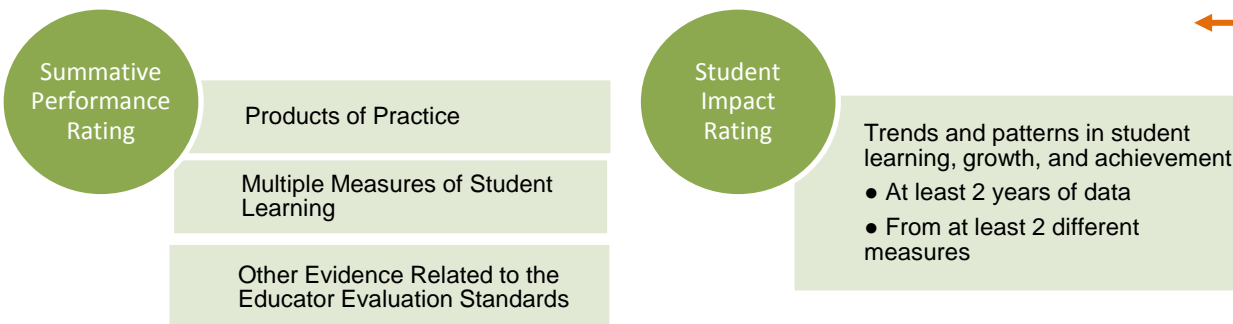 Summative
Performance
Rating
Products of Practice
Multiple Measures of Student
Learning
Other Evidence Related to the
Educator Evaluation Standards
Student
Impact
Rating
Trends and patterns in student
learning, growth, and achievement
● At least 2 years of data
● From at least 2 different
measures